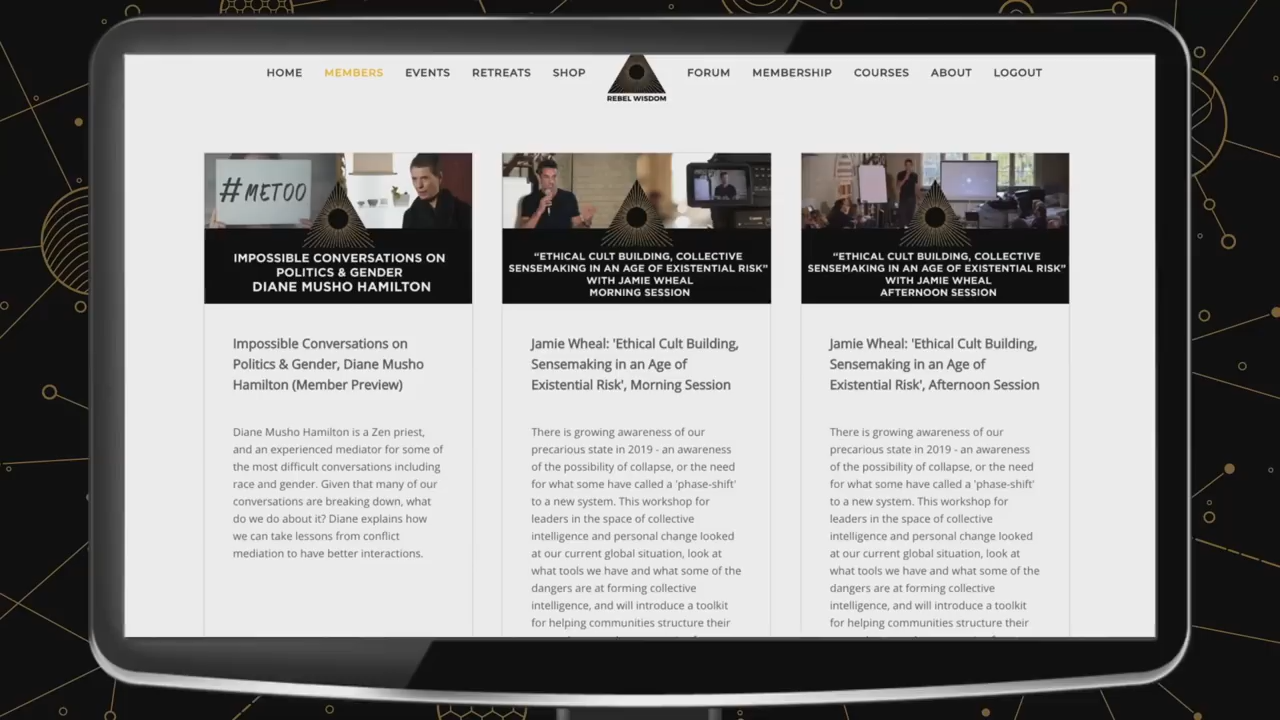 HOME MEMBERS EVENTS RETREATS SHOP FORUM MEMBERSHIP COURSES ABOUT LOGOUT
REBEL WISDOM
#METOO
IMPOSSIBLE CONVERSATIONS ON
POLITICS & GENDER
DIANE MUSHO HAMILTON
Impossible Conversations on
Politics & Gender, Diane Musho
Hamilton (Member Preview)
Diane Musho Hamilton is a Zen priest,
and an experienced mediator for some of
the most difficult conversations including
race and gender. Given that many of our
conversations are breaking down, what
do we do about it? Diane explains how
we can take lessons from conflict
mediation to have better interactions.
"ETHICAL CULT BUILDING, COLLECTIVE
SENSEMAKING IN AN AGE OF EXISTENTIAL RISK"
WITH JAMIE WHEAL
MORNING SESSION
Jamie Wheal: 'Ethical Cult Building,
Sensemaking in an Age of
Existential Risk', Morning Session
There is growing awareness of our
precarious state in 2019 - an awareness
of the possibility of collapse, or the need
for what some have called a 'phase-shift'
to a new system. This workshop for
leaders in the space of collective
intelligence and personal change looked
at our current global situation, look at
what tools we have and what some of the
dangers are at forming collective
intelligence, and will introduce a toolkit
for helping communities structure their
"ETHICAL CULT BUILDING, COLLECTIVE
SENSEMAKING IN AN AGE OF EXISTENTIAL RISK"
WITH JAMIE WHEAL
AFTERNOON SESSION
Jamie Wheal: 'Ethical Cult Building,
Sensemaking in an Age of
Existential Risk', Afternoon Session
There is growing awareness of our
precarious state in 2019 - an awareness
of the possibility of collapse, or the need
for what some have called a 'phase-shift'
to a new system. This workshop for
leaders in the space of collective
intelligence and personal change looked
at our current global situation, look at
what tools we have and what some of the
dangers are at forming collective
intelligence, and will introduce a toolkit
for helping communities structure their